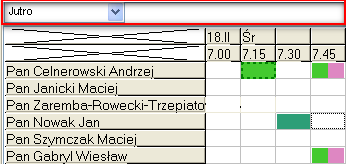 Jutro
18.II Śr
7.00 7.15 7.30 7.45
Pan Celnerowski Andrzej
Pan Janicki Maciej
Pan Zaremba-Rowecki-Trzepiato
Pan Nowak Jan
Pan Szymczak Maciej
Pan Gabryl Wiesław